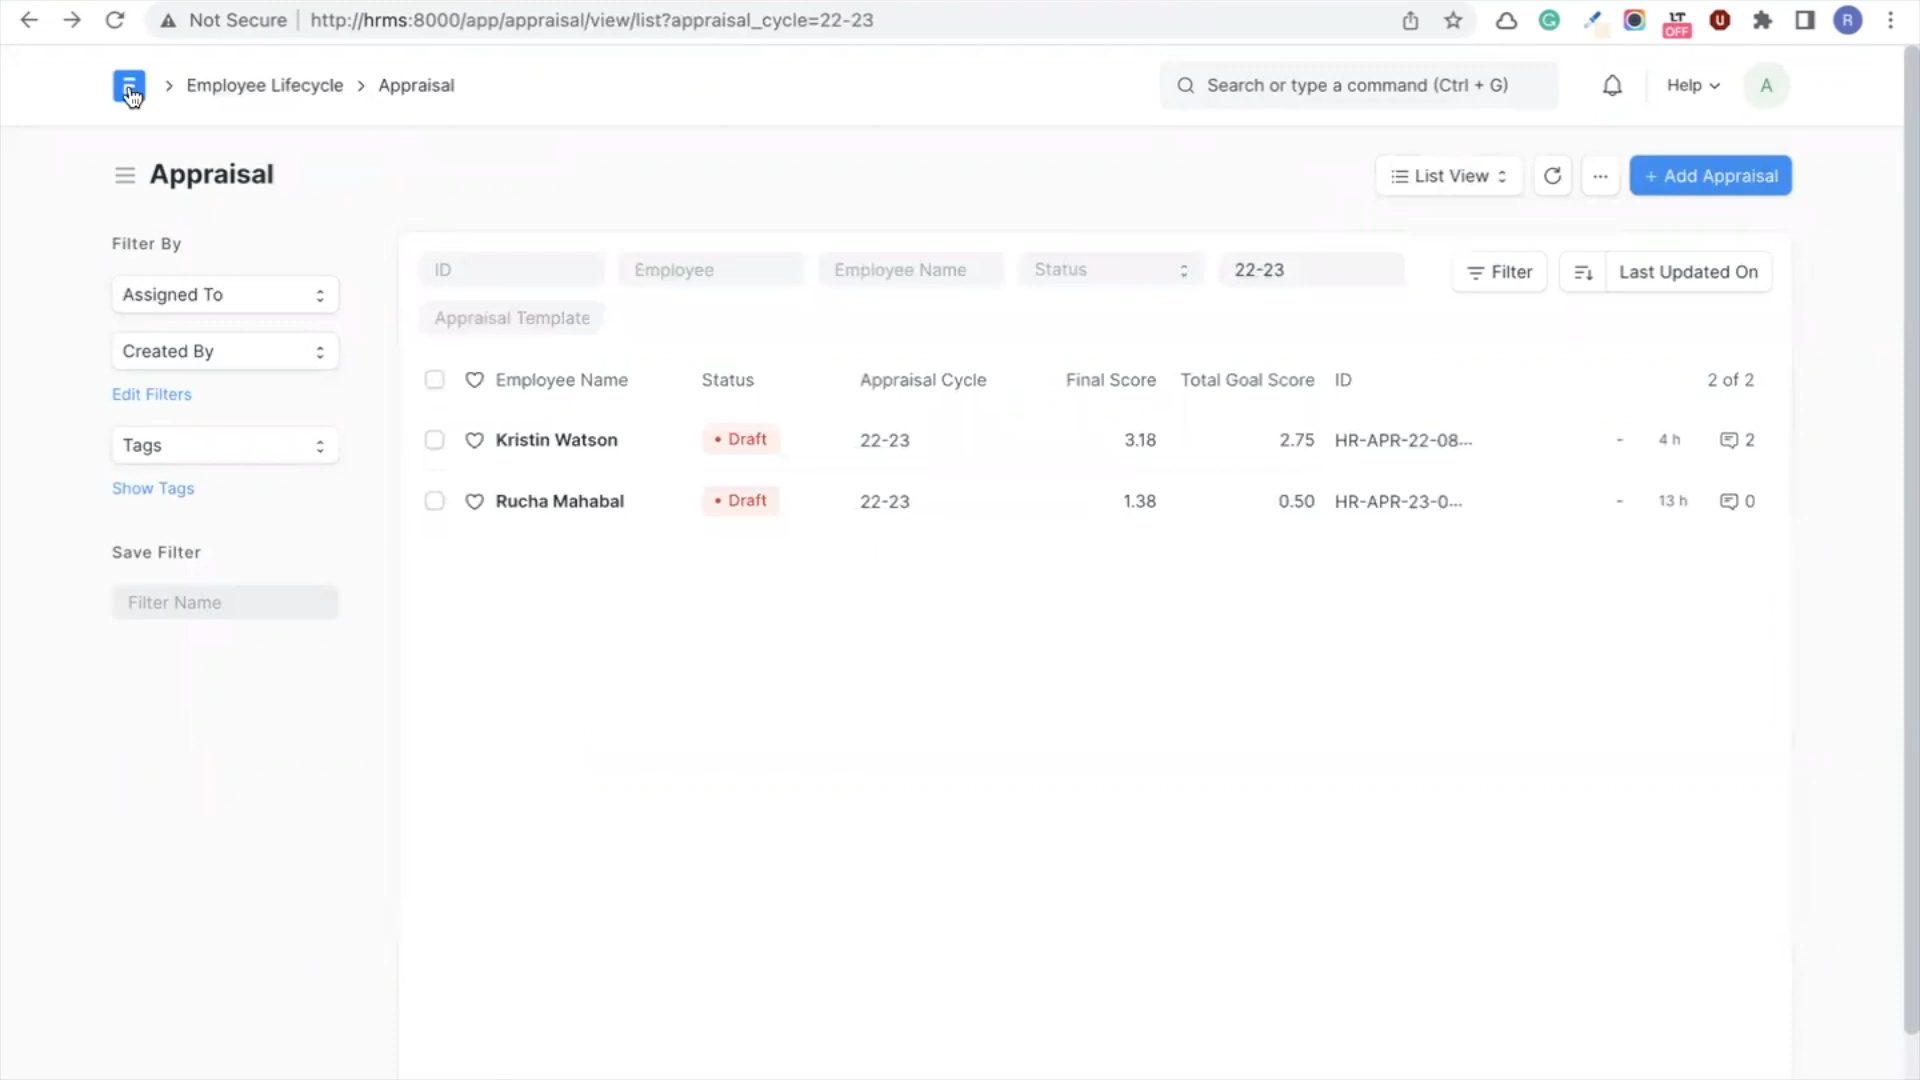 Not Secure http://hrms:8000/app/appraisal/view/list?appraisal_cycle=22-23 LT OFF U R
Employee Lifecycle Appraisal Search or type a command (Ctrl + G) Help A
Appraisal List View ... + Add Appraisal
Filter By
Assigned To
Created By
Edit Filters
Tags
Show Tags
Save Filter
Filter Name
ID Employee Employee Name Status 22-23 Filter Last Updated On
Appraisal Template
Employee Name Status Appraisal Cycle Final Score Total Goal Score ID 2 of 2
Kristin Watson • Draft 22-23 3.18 2.75 HR-APR-22-08... - 4 h 2
Rucha Mahabal • Draft 22-23 1.38 0.50 HR-APR-23-0... - 13 h 0